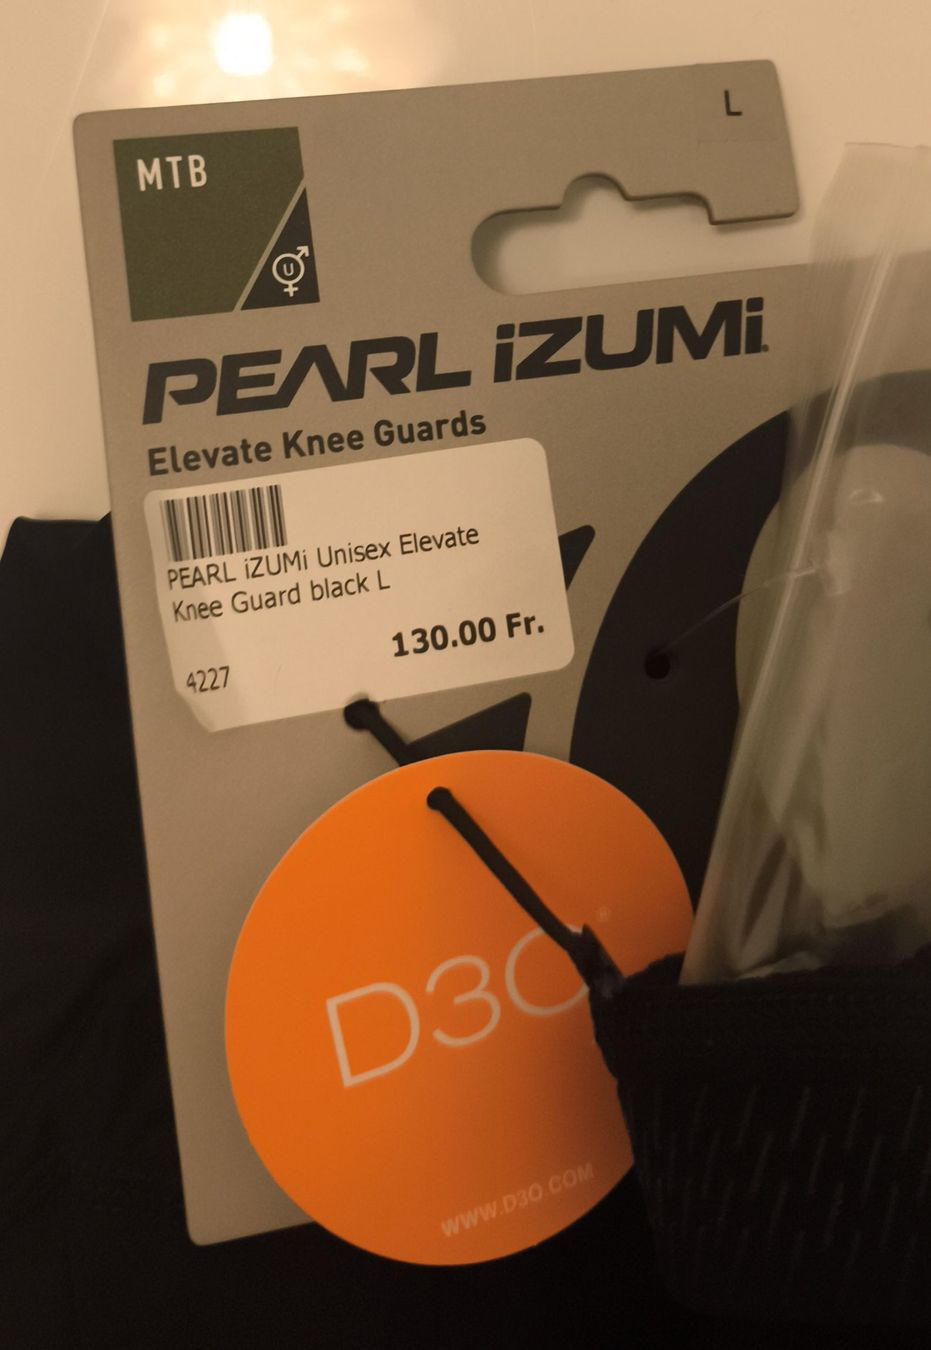 L
MTB
U
PEARL iZUMi®
Elevate Knee Guards
PEARL iZUMi Unisex Elevate
Knee Guard black L
130.00 Fr.
4227
D3O®
WWW.D3O.COM